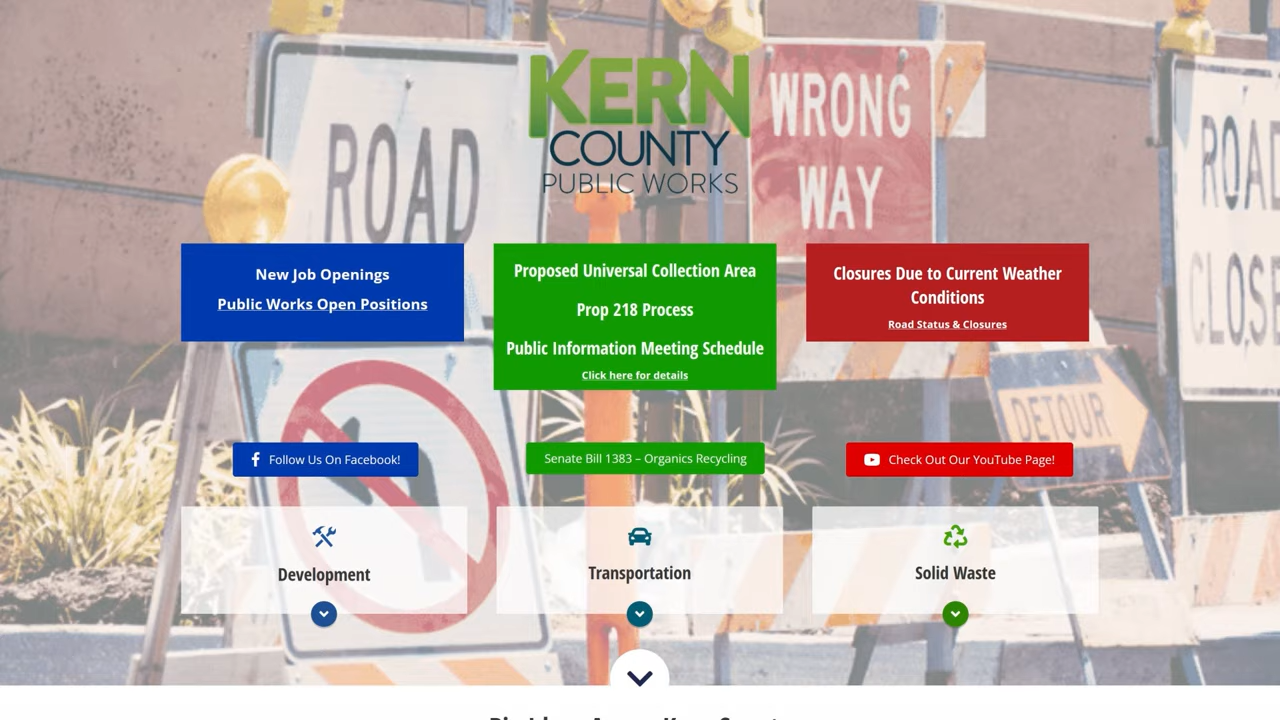 KERN
COUNTY
PUBLIC WORKS
WRONG
WAY
ROAD
ROAD
CLOSE
New Job Openings
Public Works Open Positions
Proposed Universal Collection Area
Prop 218 Process
Public Information Meeting Schedule
Click here for details
Closures Due to Current Weather
Conditions
Road Status & Closures
DETOUR
Follow Us On Facebook!
Senate Bill 1383 – Organics Recycling
Check Out Our YouTube Page!
Development
Transportation
Solid Waste